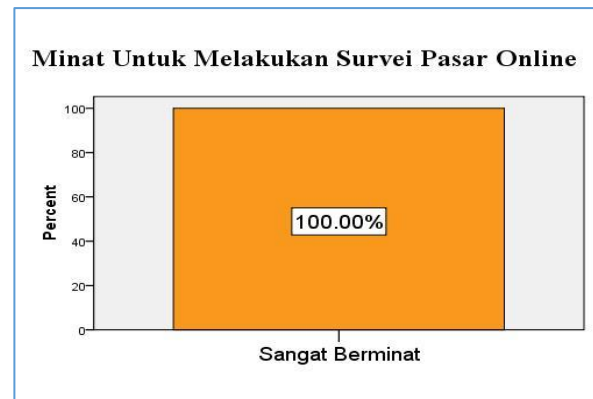 Minat Untuk Melakukan Survei Pasar Online
100
80
60
40
20
0
Percent
100.00%
Sangat Berminat